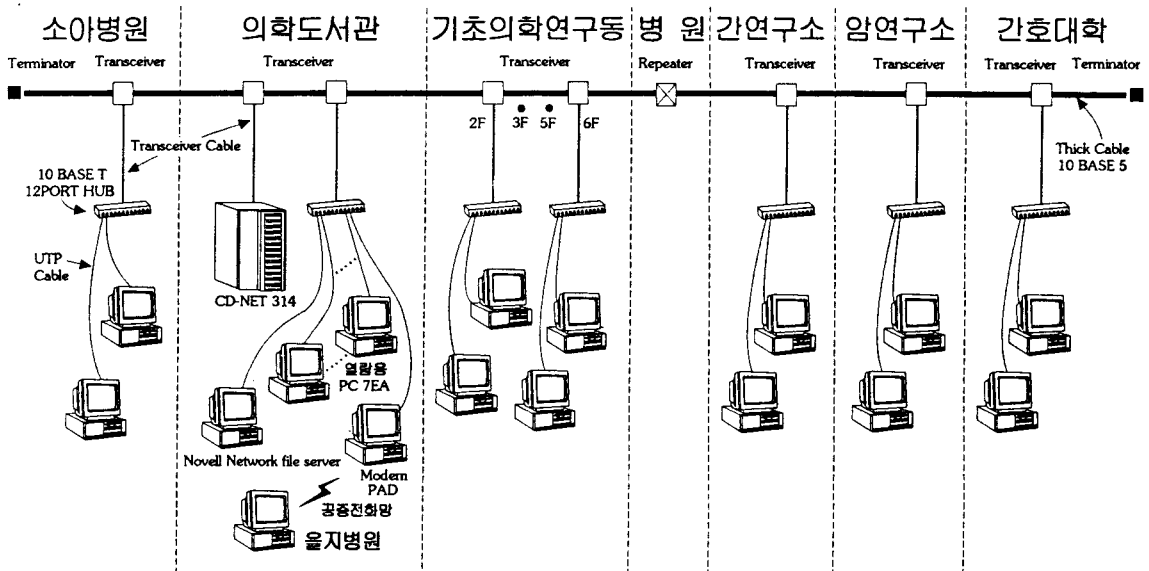 소아병원
의학도서관
기초의학연구동
병 원
간연구소
암연구소
간호대학
Terminator
Transceiver
Transceiver
Transceiver
Repeater
Transceiver
Transceiver
Transceiver
Terminator
2F
3F
5F
6F
Transceiver Cable
Thick Cable
10 BASE 5
10 BASE T
12PORT HUB
UTP
Cable
CD-NET 314
열람용
PC 7EA
Novell Network file server
Modem
PAD
공중전화망
을지병원